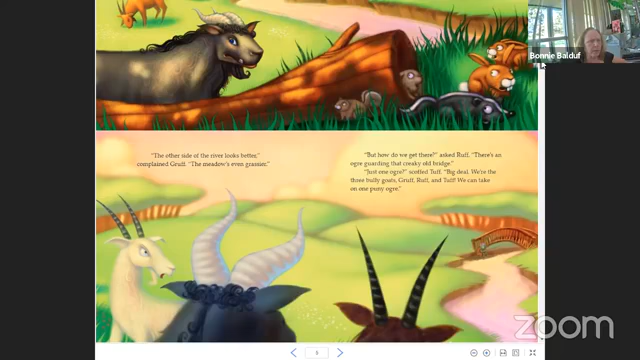 Bonnie Balduf
"The other side of the river looks better,"
complained Gruff. "The meadow's even grassier."
"But how do we get there?" asked Ruff. "There's an
ogre guarding that creaky old bridge."
"Just one ogre?" scoffed Tuff. "Big deal. We're the
three bully goats, Gruff, Ruff, and Tuff! We can take
on one puny ogre."
zoom